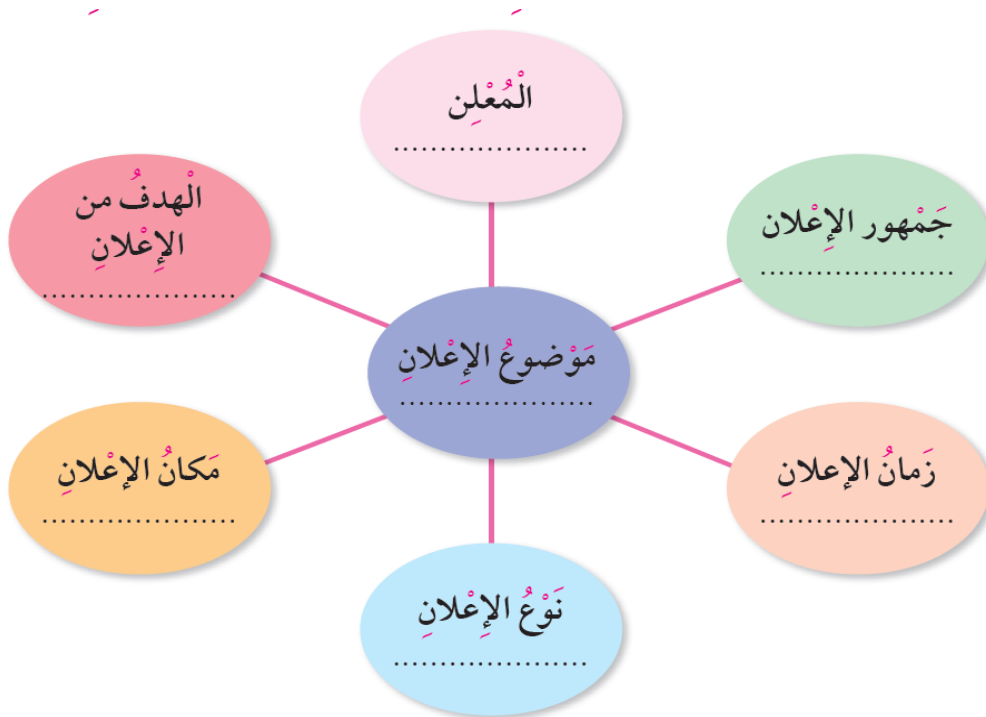 الْمُعْلِن
.....................
جَمْهور الإِعْلان
.....................
الْهدفُ من
الإِعْلانِ
.....................
مَوْضوعُ الإِعْلانِ
.....................
زَمانُ الإعلانِ
.....................
مَكانُ الإعْلانِ
.....................
نَوْعُ الإِعْلانِ
.....................